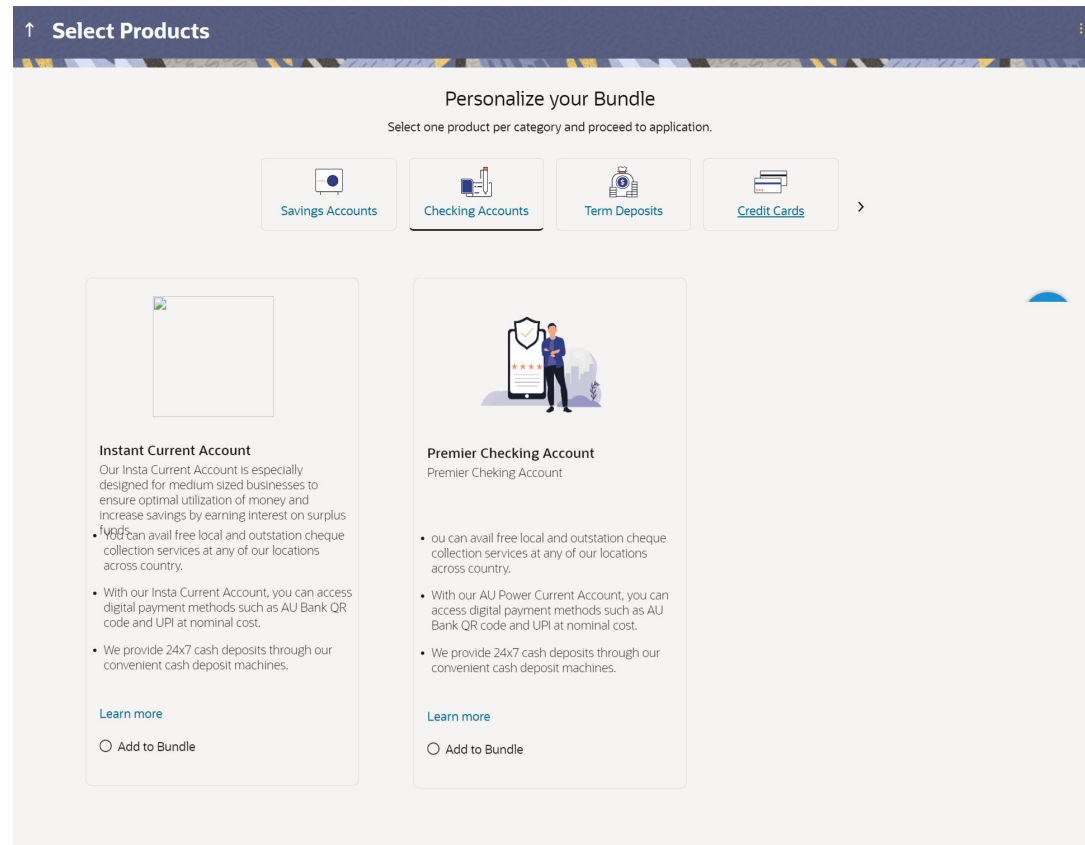 Select Products
Personalize your Bundle
Select one product per category and proceed to application.
Savings Accounts
Checking Accounts
Term Deposits
Credit Cards
Instant Current Account
Our Insta Current Account is especially
designed for medium sized businesses to
ensure optimal utilization of money and
increase savings by earning interest on surplus
funds.
• You can avail free local and outstation cheque
collection services at any of our locations
across country.
• With our Insta Current Account, you can access
digital payment methods such as AU Bank QR
code and UPI at nominal cost.
• We provide 24x7 cash deposits through our
convenient cash deposit machines.
Learn more
Add to Bundle
Premier Checking Account
Premier Cheking Account
• ou can avail free local and outstation cheque
collection services at any of our locations
across country.
• With our AU Power Current Account, you can
access digital payment methods such as AU
Bank QR code and UPI at nominal cost.
• We provide 24x7 cash deposits through our
convenient cash deposit machines.
Learn more
Add to Bundle